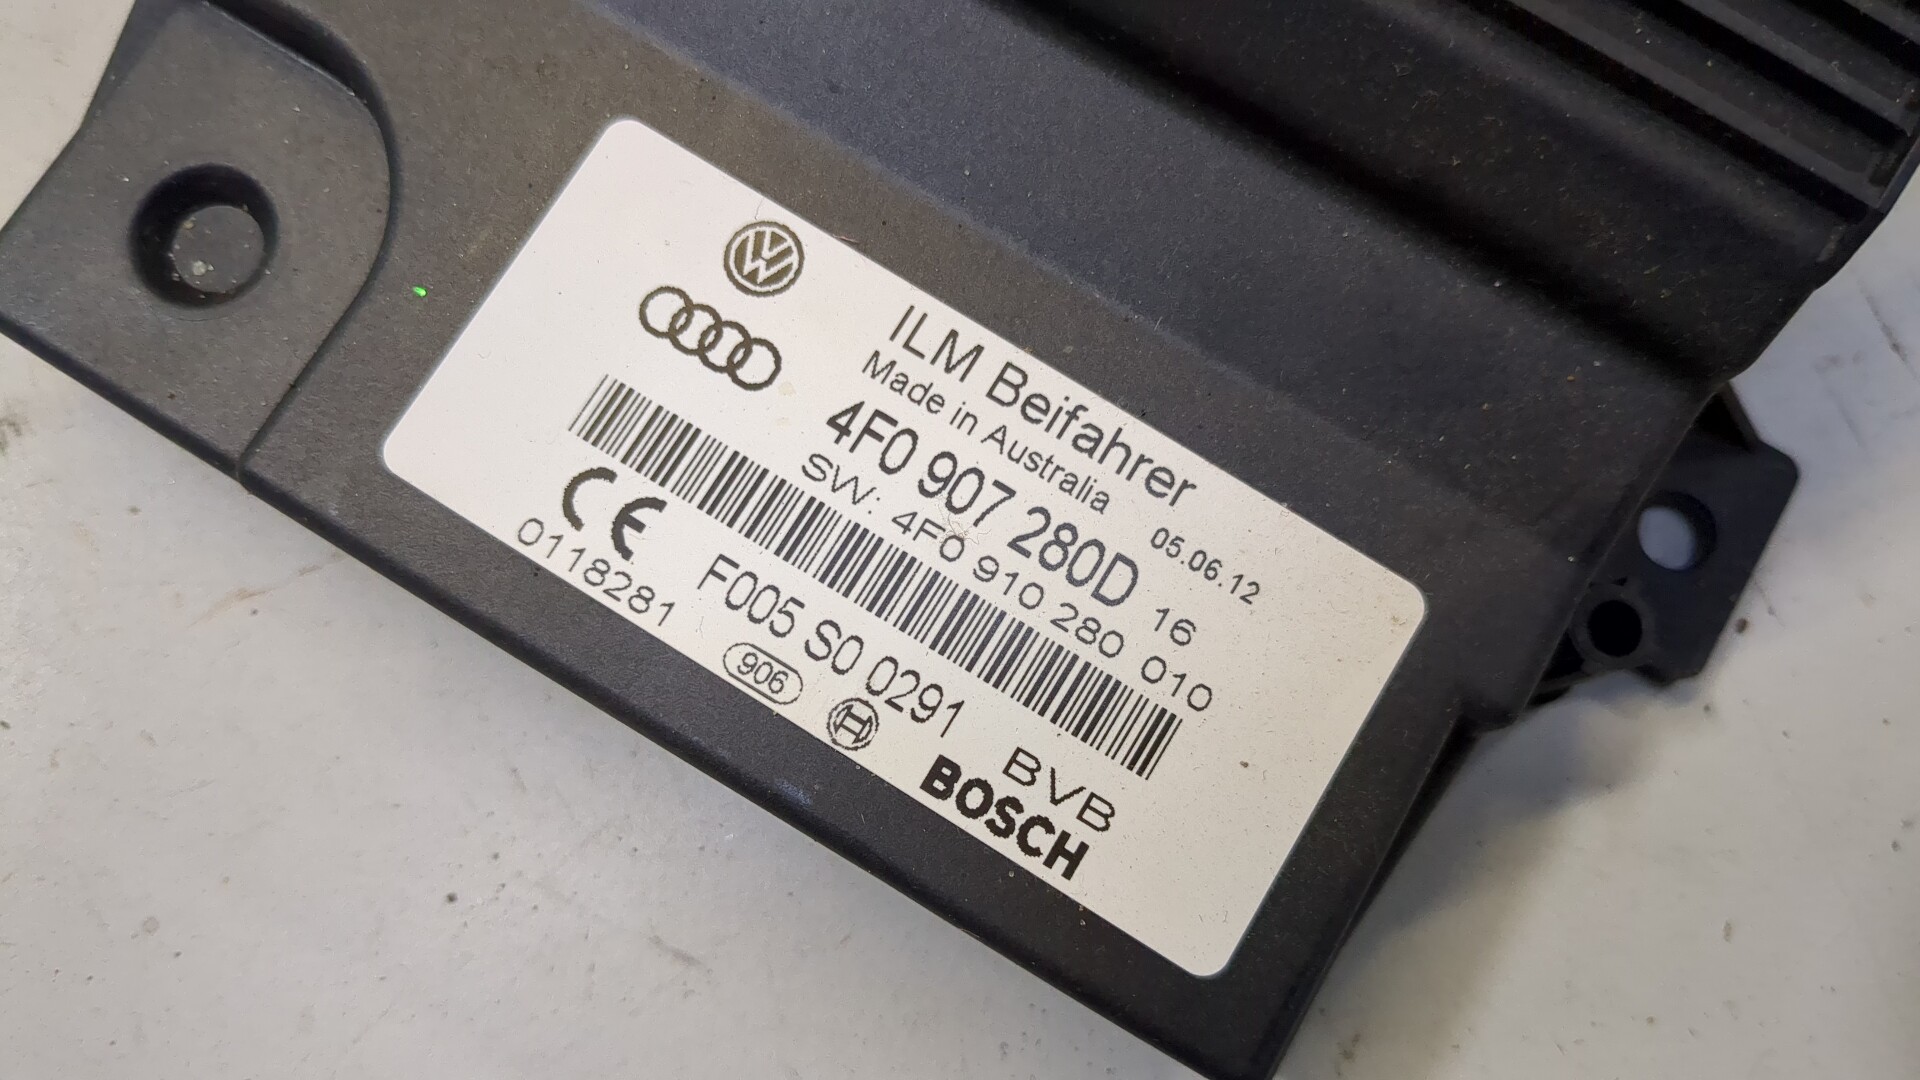 ILM Beifahrer
Made in Australia 05.06.12
4F0 907 280D 16
SW: 4F0 910 280 010
CE F005 S0 0291 BVB
0118281 906 BOSCH